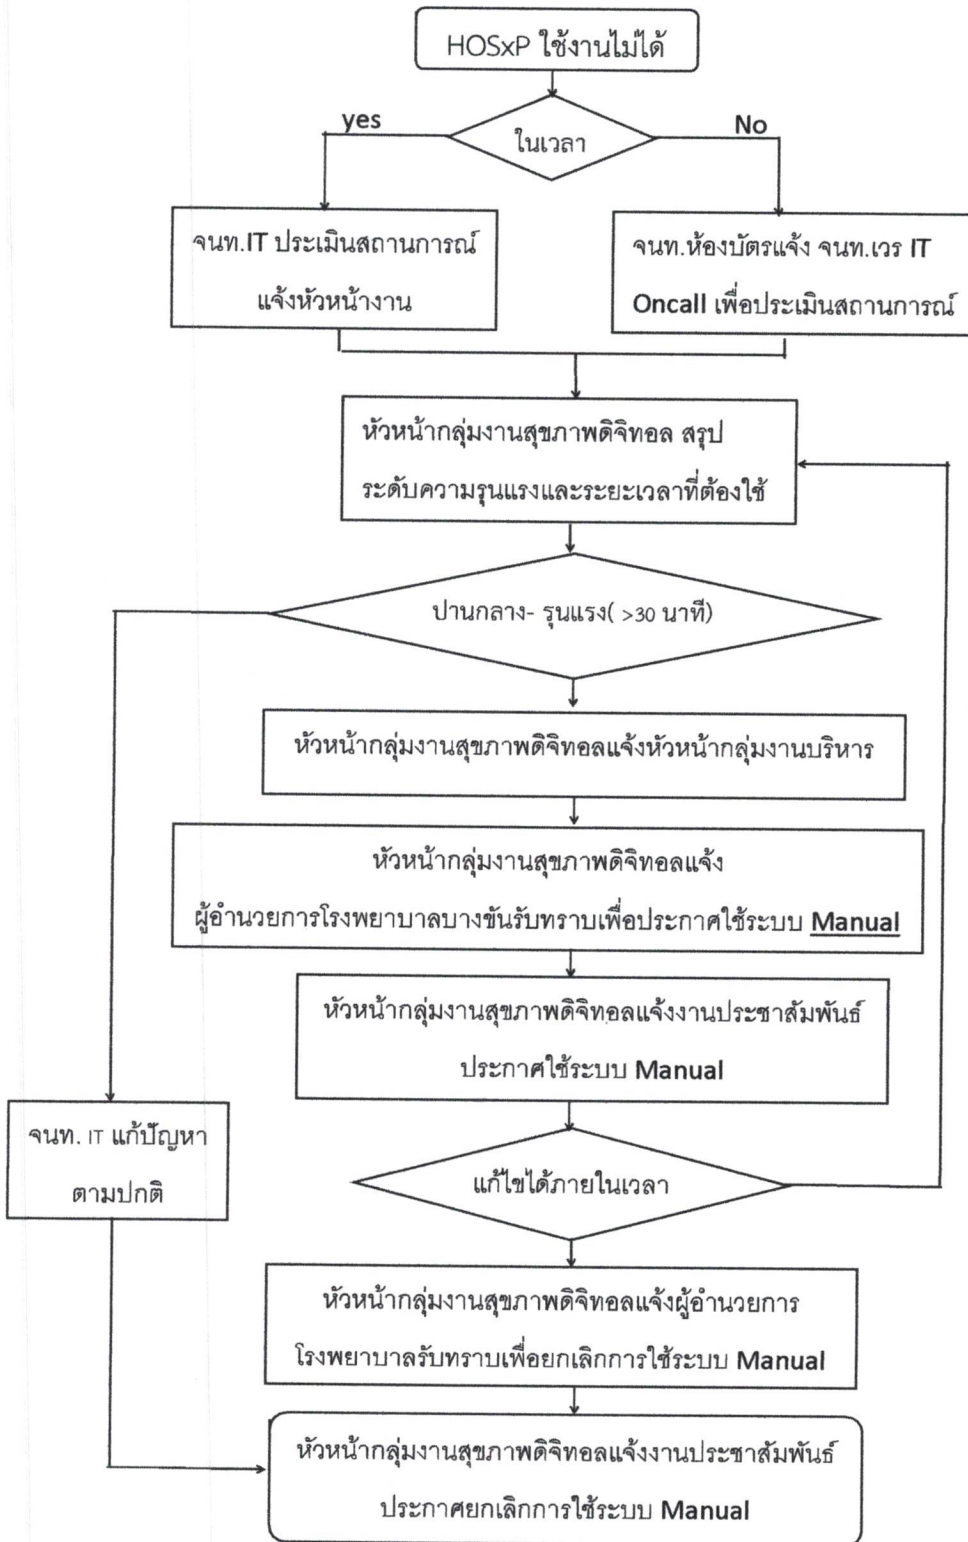 HOSxP ใช้งานไม่ได้
yes
ในเวลา
No
จนท.IT ประเมินสถานการณ์
แจ้งหัวหน้างาน
จนท.ห้องบัตรแจ้ง จนท.เวร IT
Oncall เพื่อประเมินสถานการณ์
หัวหน้ากลุ่มงานสุขภาพดิจิทอล สรุป
ระดับความรุนแรงและระยะเวลาที่ต้องใช้
ปานกลาง- รุนแรง( >30 นาที)
หัวหน้ากลุ่มงานสุขภาพดิจิทอลแจ้งหัวหน้ากลุ่มงานบริหาร
หัวหน้ากลุ่มงานสุขภาพดิจิทอลแจ้ง
ผู้อำนวยการโรงพยาบาลบางขันรับทราบเพื่อประกาศใช้ระบบ Manual
หัวหน้ากลุ่มงานสุขภาพดิจิทอลแจ้งงานประชาสัมพันธ์
ประกาศใช้ระบบ Manual
จนท. IT แก้ปัญหา
ตามปกติ
แก้ไขได้ภายในเวลา
หัวหน้ากลุ่มงานสุขภาพดิจิทอลแจ้งผู้อำนวยการ
โรงพยาบาลรับทราบเพื่อยกเลิกการใช้ระบบ Manual
หัวหน้ากลุ่มงานสุขภาพดิจิทอลแจ้งงานประชาสัมพันธ์
ประกาศยกเลิกการใช้ระบบ Manual